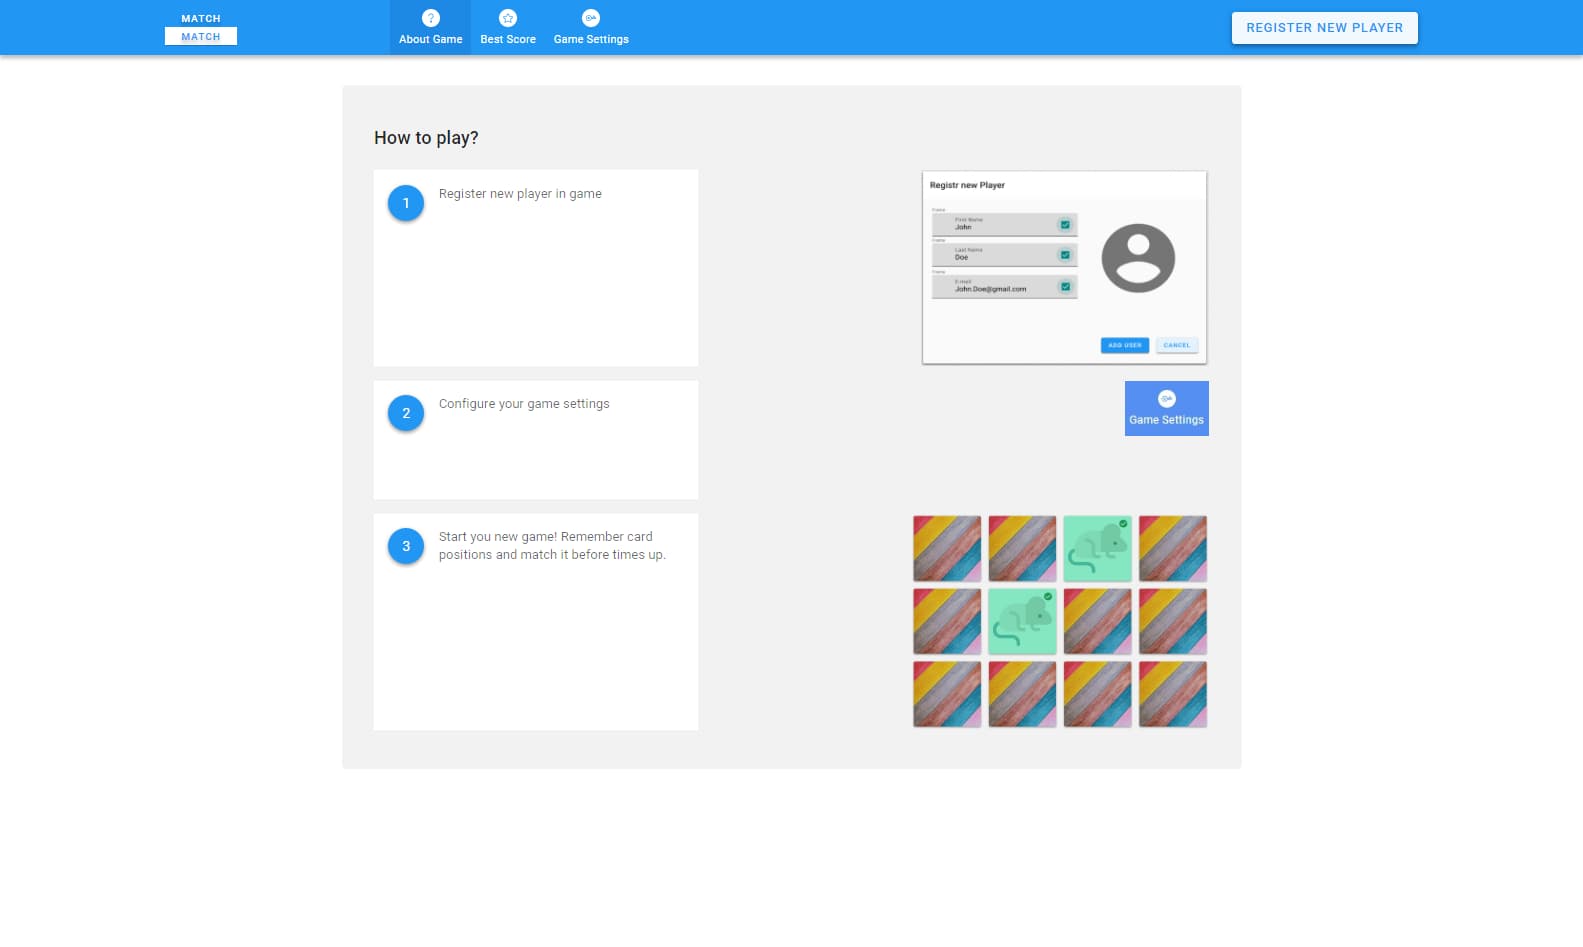 MATCH
MATCH
?
About Game
Best Score
Game Settings
REGISTER NEW PLAYER
How to play?
1
Register new player in game
Registr new Player
Frame
First Name
John
Frame
Last Name
Doe
Frame
E-mail
John.Doe@gmail.com
ADD USER
CANCEL
2
Configure your game settings
Game Settings
3
Start you new game! Remember card
positions and match it before times up.